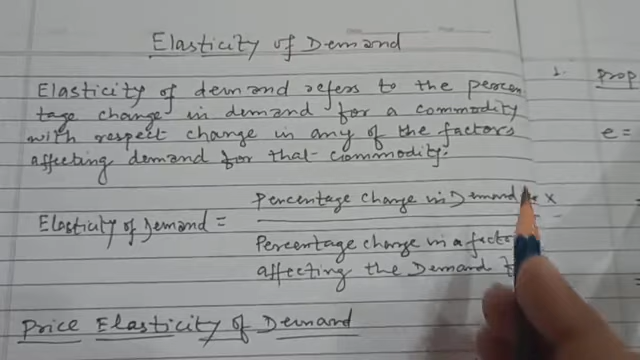 Elasticity of Demand
Elasticity of demand refers to the percen
tage change in demand for a commodity
with respect change in any of the factors
affecting demand for that commodity.
Elasticity of Demand =
Percentage change in Demand for x
Percentage change in a factor
affecting the Demand
Price Elasticity of Demand
1. Prop
e =
=
=